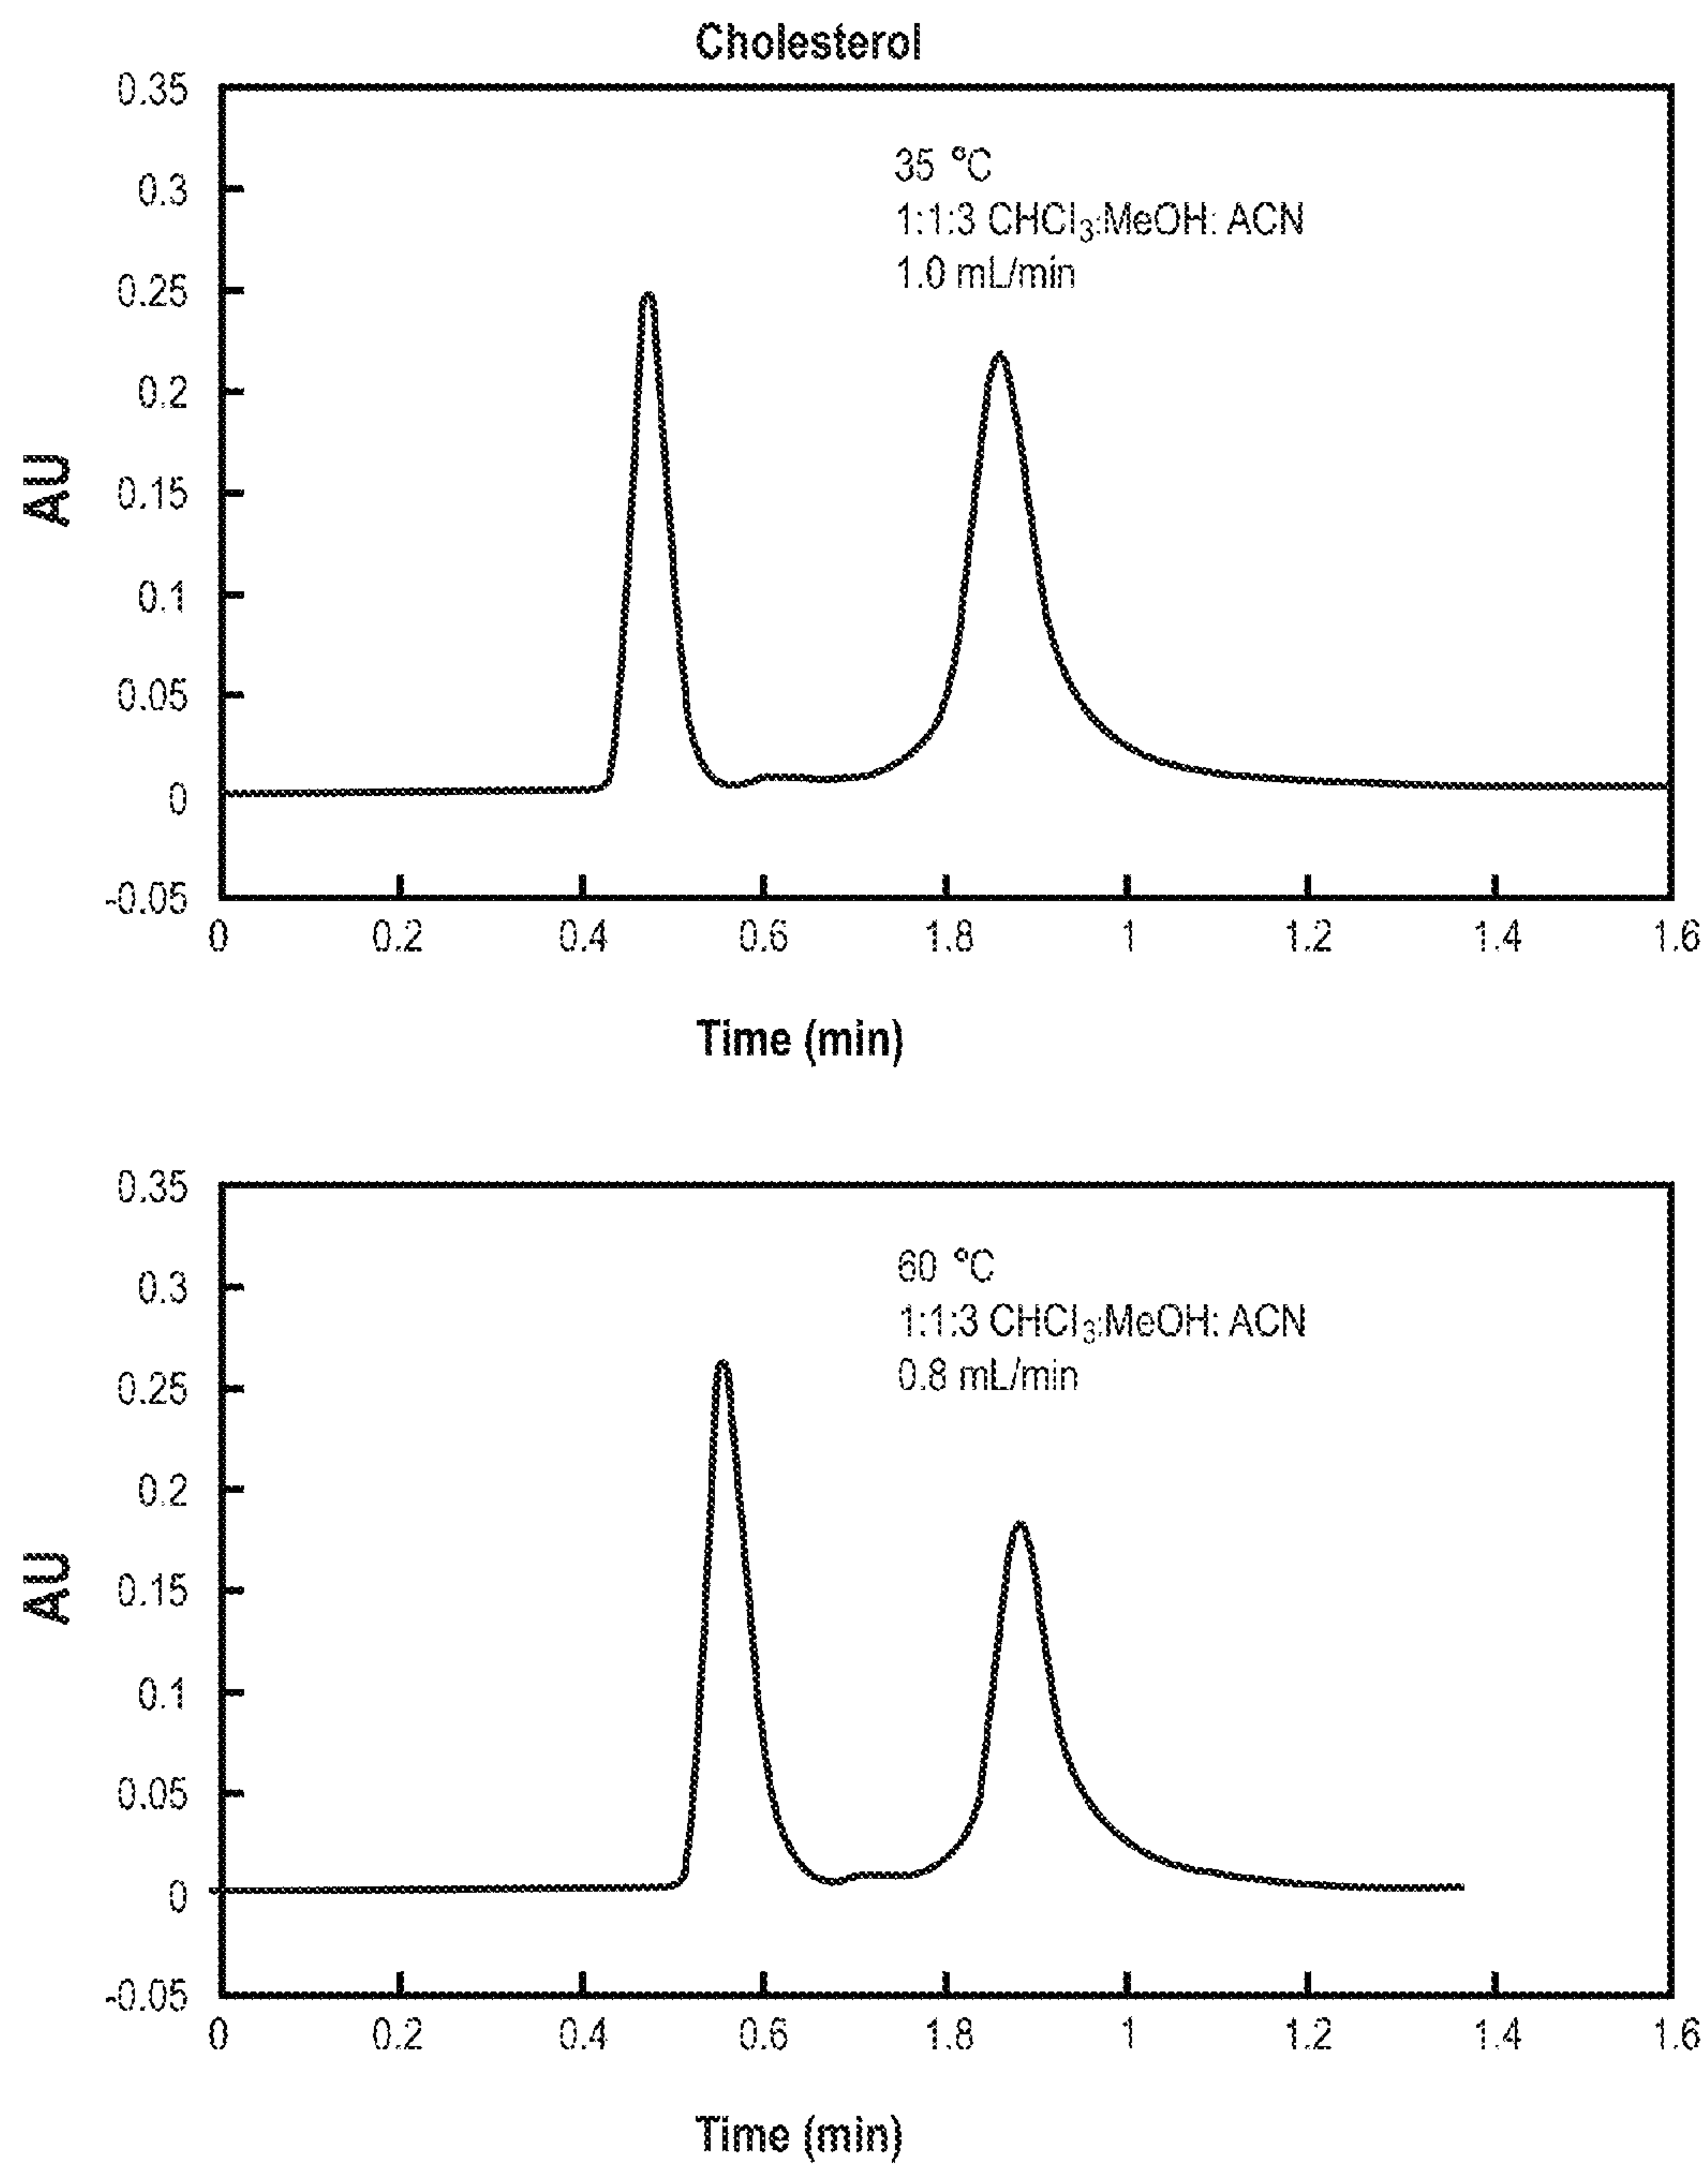 Cholesterol
0.35
0.3
0.25
0.2
0.15
0.1
0.05
0
-0.05
AU
35 °C
1:1:3 CHCl3:MeOH: ACN
1.0 mL/min
0 0.2 0.4 0.6 1.8 1 1.2 1.4 1.6
Time (min)
0.35
0.3
0.25
0.2
0.15
0.1
0.05
0
-0.05
AU
60 °C
1:1:3 CHCl3:MeOH: ACN
0.8 mL/min
0 0.2 0.4 0.6 1.8 1 1.2 1.4 1.6
Time (min)